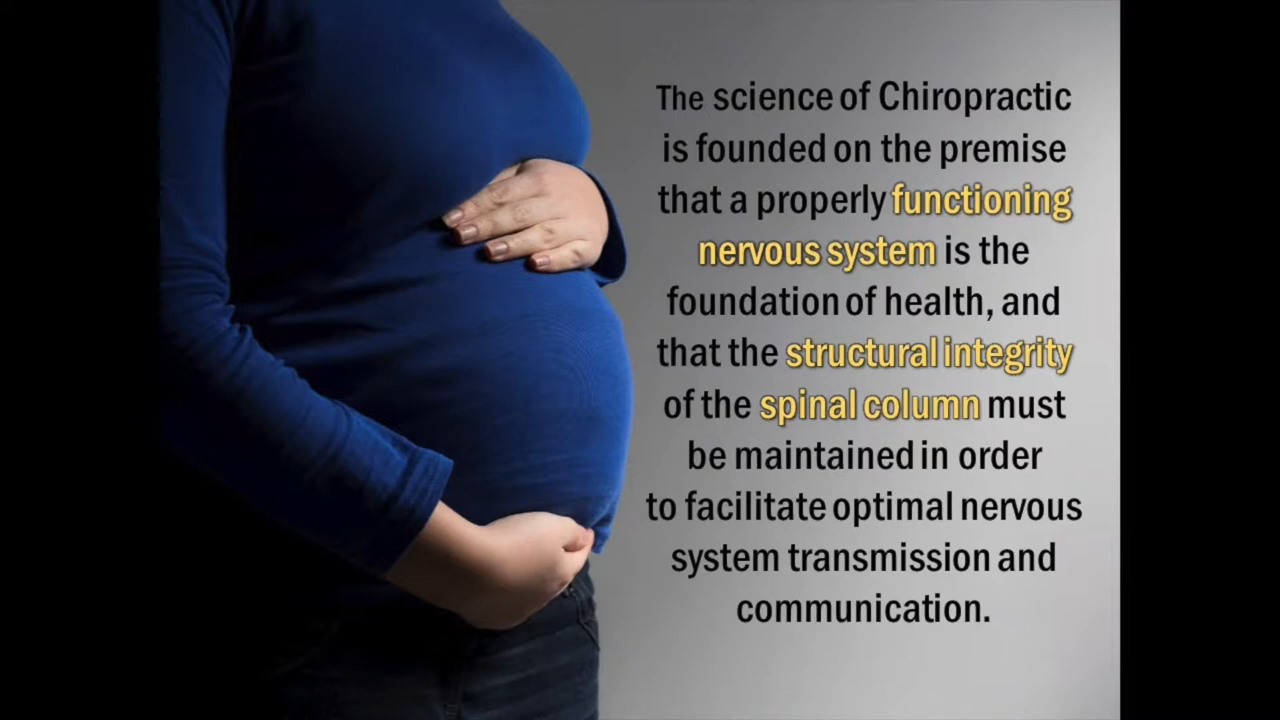 The science of Chiropractic
is founded on the premise
that a properly functioning
nervous system is the
foundation of health, and
that the structural integrity
of the spinal column must
be maintained in order
to facilitate optimal nervous
system transmission and
communication.